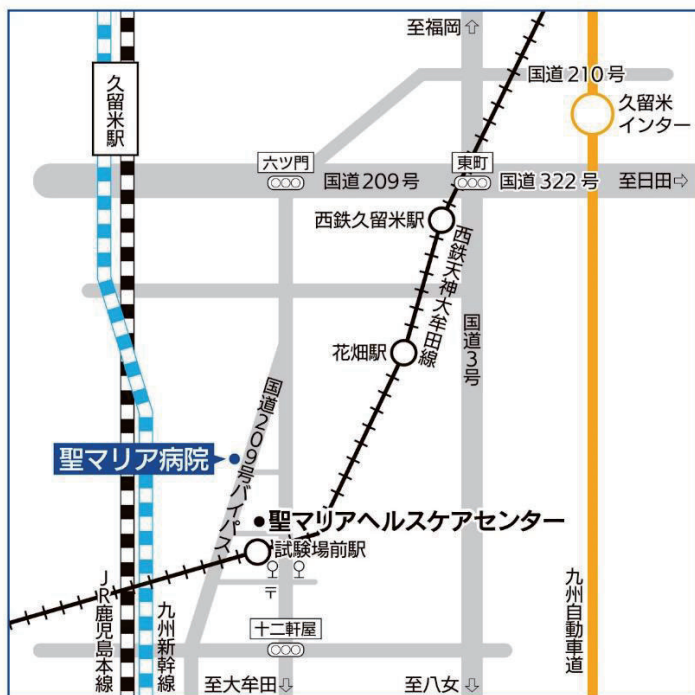 至福岡
国道210号
久留米駅
久留米
インター
六ツ門
東町
国道209号
国道322号
至日田
西鉄久留米駅
西鉄天神大牟田線
国道3号
花畑駅
国道209号バイパス
聖マリア病院
聖マリアヘルスケアセンター
試験場前駅
〒
JR鹿児島本線
九州新幹線
十二軒屋
九州自動車道
至大牟田
至八女